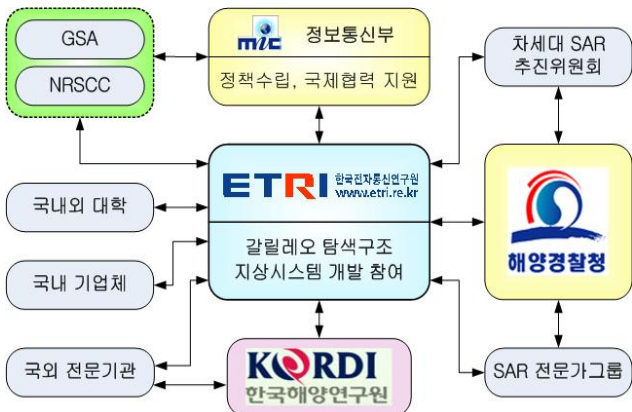 GSA
NRSCC
mic 정보통신부
정책수립, 국제협력 지원
차세대 SAR
추진위원회
ETRI 한국전자통신연구원
www.etri.re.kr
갈릴레오 탐색구조
지상시스템 개발 참여
국내외 대학
국내 기업체
국외 전문기관
해양경찰청
KORDI
한국해양연구원
SAR 전문가그룹